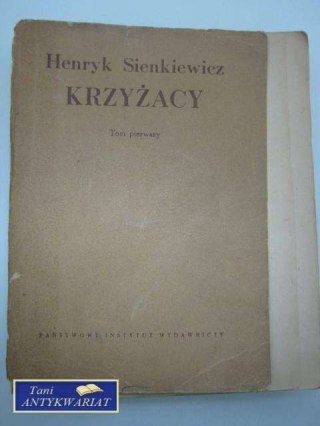 Henryk Sienkiewicz
KRZYŻACY
Tom pierwszy
PAŃSTWOWY INSTYTUT WYDAWNICZY
Tani
ANTYKWARIAT